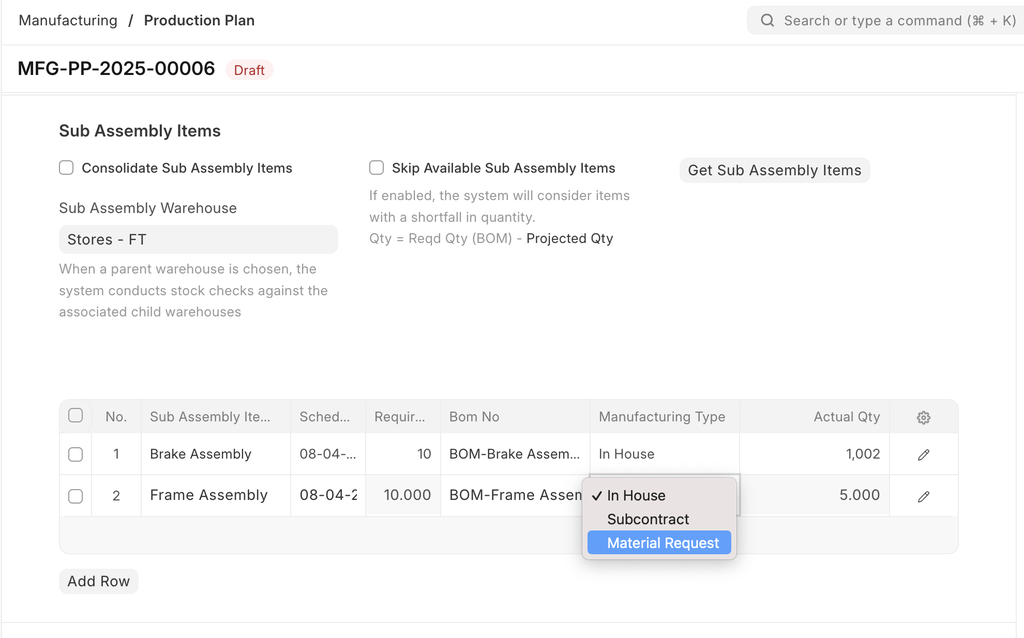 Manufacturing / Production Plan
Search or type a command (⌘ + K)
MFG-PP-2025-00006 Draft
Sub Assembly Items
Consolidate Sub Assembly Items
Skip Available Sub Assembly Items
Get Sub Assembly Items
If enabled, the system will consider items
with a shortfall in quantity.
Qty = Reqd Qty (BOM) - Projected Qty
Sub Assembly Warehouse
Stores - FT
When a parent warehouse is chosen, the
system conducts stock checks against the
associated child warehouses
No. Sub Assembly Ite... Sched... Requir... Bom No Manufacturing Type Actual Qty
1 Brake Assembly 08-04-... 10 BOM-Brake Assem... In House 1,002
2 Frame Assembly 08-04-2 10.000 BOM-Frame Assen 5.000
✓ In House
Subcontract
Material Request
Add Row